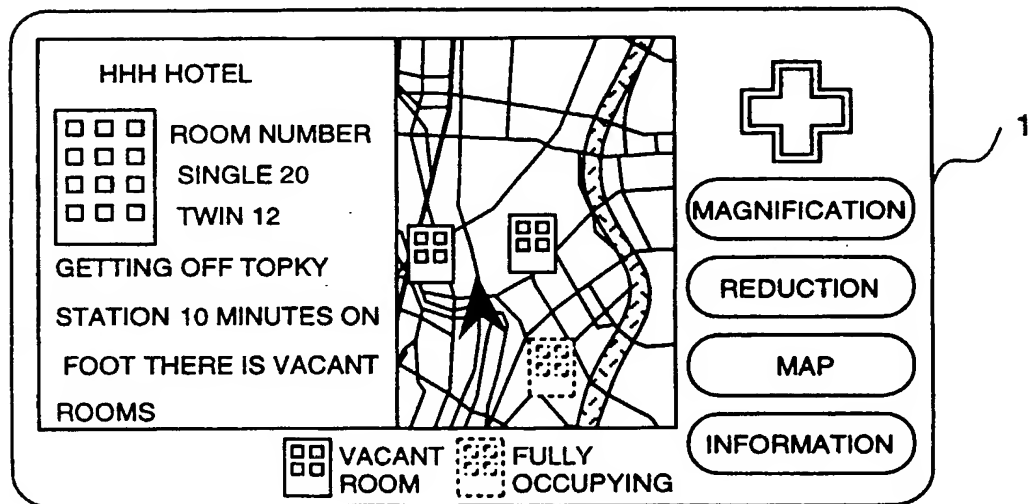 HHH HOTEL
ROOM NUMBER
SINGLE 20
TWIN 12
GETTING OFF TOPKY
STATION 10 MINUTES ON
FOOT THERE IS VACANT
ROOMS
VACANT
ROOM
FULLY
OCCUPYING
MAGNIFICATION
REDUCTION
MAP
INFORMATION
1